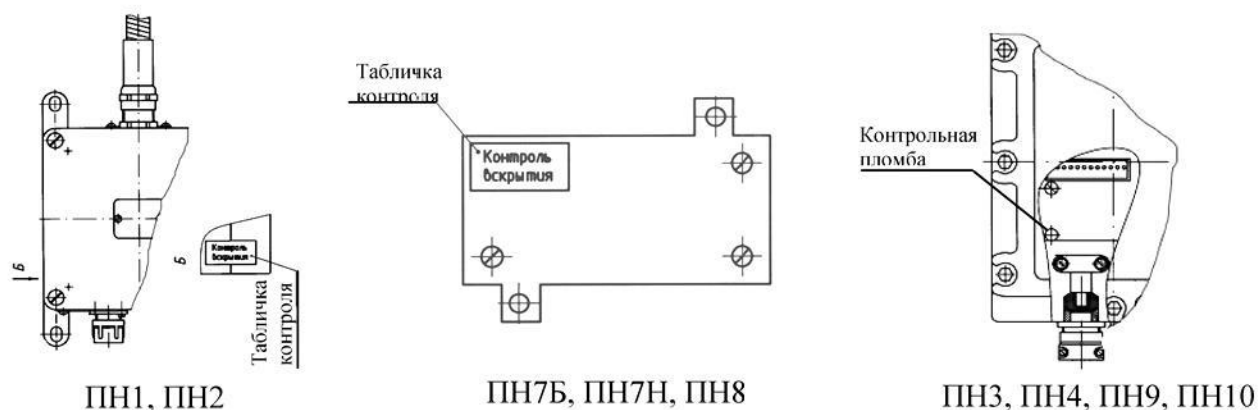 Б
Б
Контроль
вскрытия
Табличка
контроля
ПН1, ПН2
Табличка
контроля
Контроль
вскрытия
ПН7Б, ПН7Н, ПН8
Контрольная
пломба
ПН3, ПН4, ПН9, ПН10